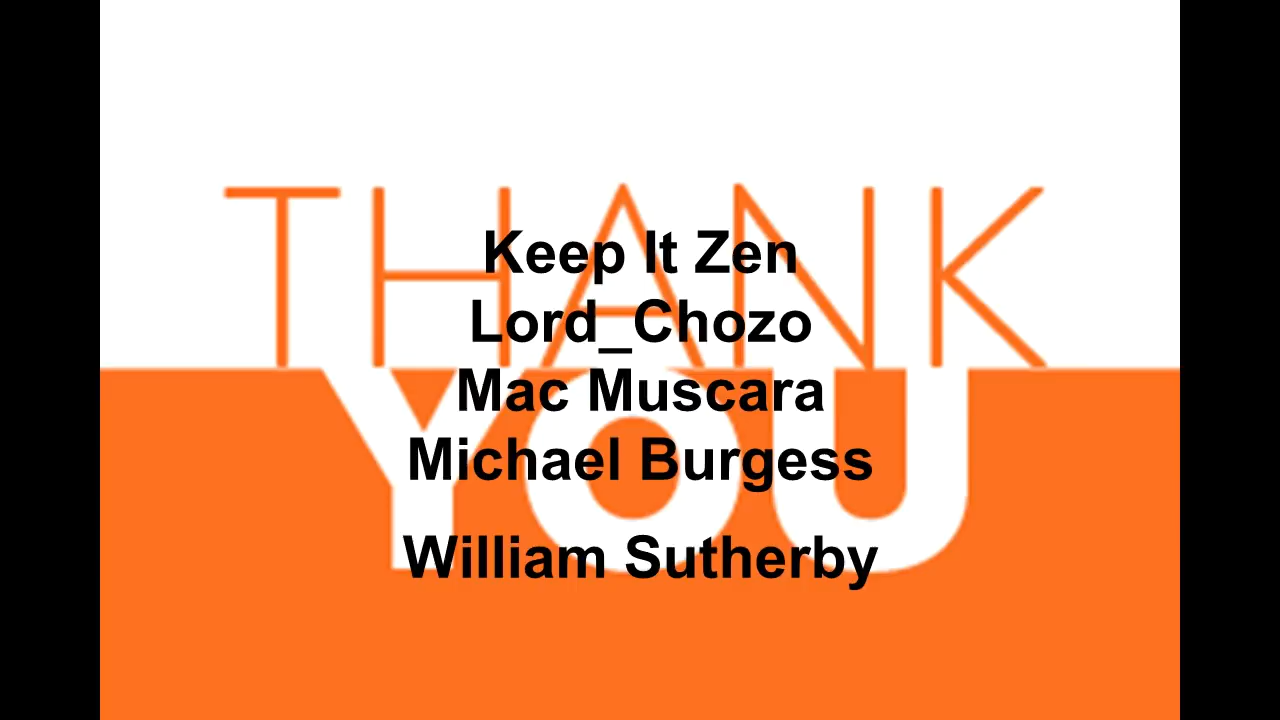 THANK
YOU
Keep It Zen
Lord_Chozo
Mac Muscara
Michael Burgess
William Sutherby